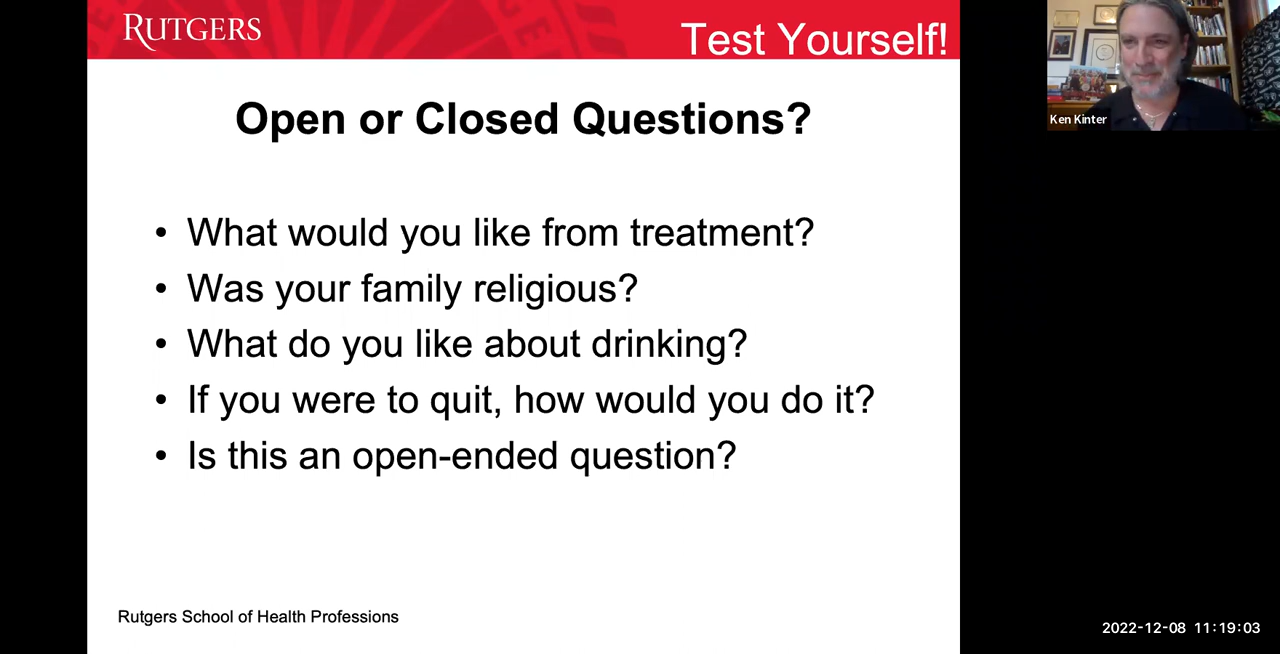 RUTGERS
Test Yourself!
Open or Closed Questions?
• What would you like from treatment?
• Was your family religious?
• What do you like about drinking?
• If you were to quit, how would you do it?
• Is this an open-ended question?
Rutgers School of Health Professions
Ken Kinter
2022-12-08 11:19:03